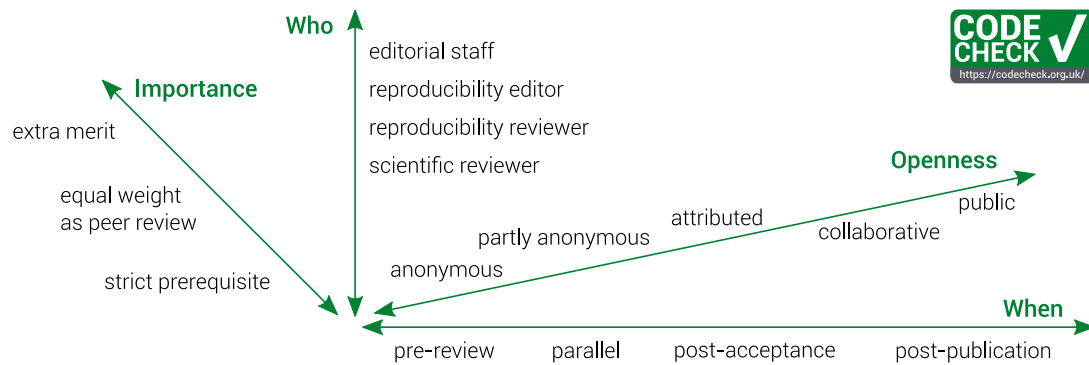 Who
editorial staff
reproducibility editor
reproducibility reviewer
scientific reviewer
Importance
extra merit
equal weight
as peer review
strict prerequisite
CODE
CHECK
https://codecheck.org.uk/
Openness
anonymous
partly anonymous
attributed
collaborative
public
When
pre-review
parallel
post-acceptance
post-publication